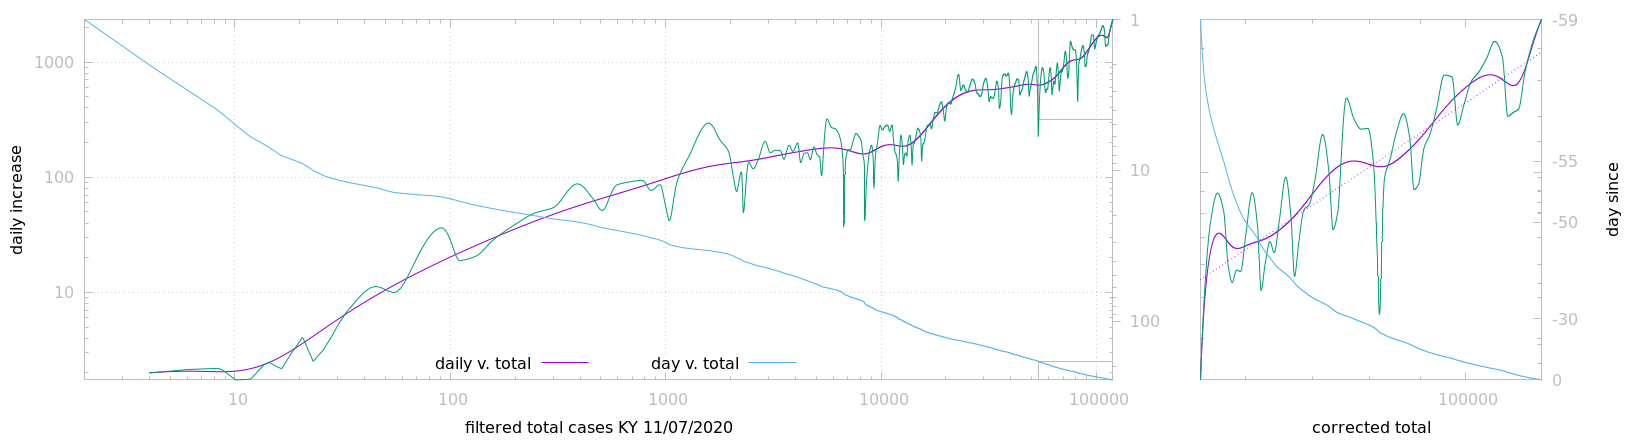 1000
100
10
daily increase
1
10
100
daily v. total
day v. total
10
100
1000
10000
100000
filtered total cases KY 11/07/2020
-59
-55
-50
-30
0
day since
100000
corrected total